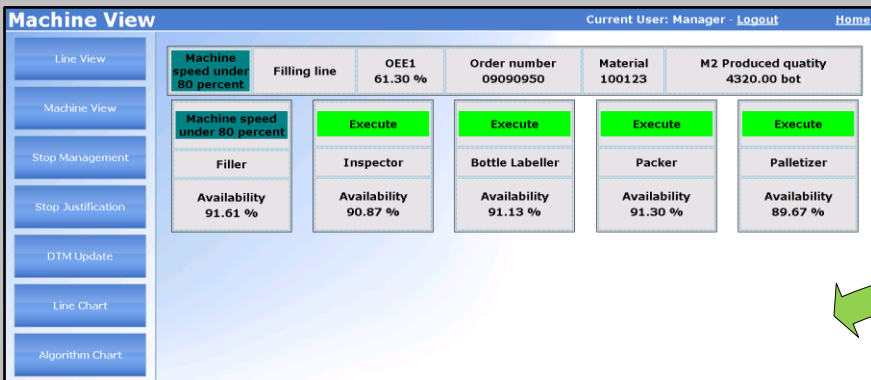 Machine View
Current User: Manager - Logout
Home
Line View
Machine View
Stop Management
Stop Justification
DTM Update
Line Chart
Algorithm Chart
Machine
speed under
80 percent
Filling line
OEE1
61.30 %
Order number
09090950
Material
100123
M2 Produced quatity
4320.00 bot
Machine speed
under 80 percent
Filler
Availability
91.61 %
Execute
Inspector
Availability
90.87 %
Execute
Bottle Labeller
Availability
91.13 %
Execute
Packer
Availability
91.30 %
Execute
Palletizer
Availability
89.67 %